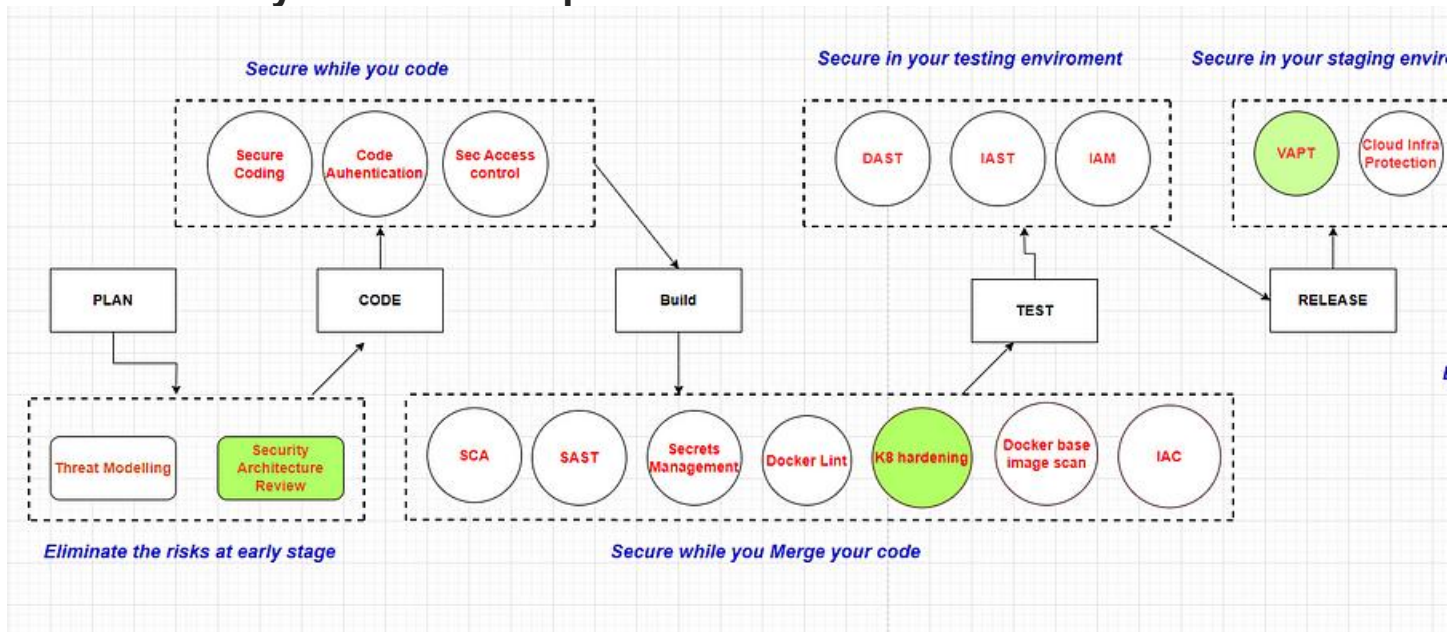 Secure while you code
Secure in your testing enviroment
Secure in your staging
Secure
Coding
Code
Auhentication
Sec Access
control
DAST
IAST
IAM
VAPT
Cloud Infra
Protection
PLAN
CODE
Build
TEST
RELEASE
Threat Modelling
Security
Architecture
Review
SCA
SAST
Secrets
Management
Docker Lint
K8 hardening
Docker base
image scan
IAC
Eliminate the risks at early stage
Secure while you Merge your code